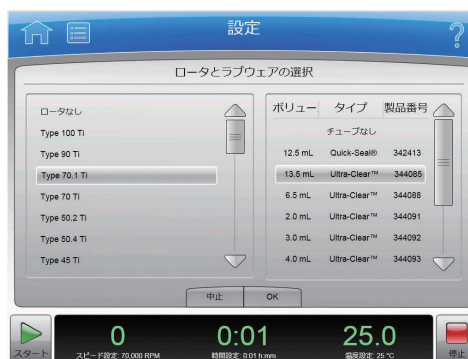 設定
?
ロータとラブウェアの選択
ロータなし
Type 100 Ti
Type 90 Ti
Type 70.1 Ti
Type 70 Ti
Type 50.2 Ti
Type 50.4 Ti
Type 45 Ti
ボリュー タイプ 製品番号
チューブなし
12.5 mL Quick-Seal® 342413
13.5 mL Ultra-Clear™ 344085
6.5 mL Ultra-Clear™ 344088
2.0 mL Ultra-Clear™ 344091
3.0 mL Ultra-Clear™ 344092
4.0 mL Ultra-Clear™ 344093
中止 OK
0 0:01 25.0
スタート スピード設定: 70,000 RPM 時間設定: 0:01 h:mm 温度設定: 25 °C 停止